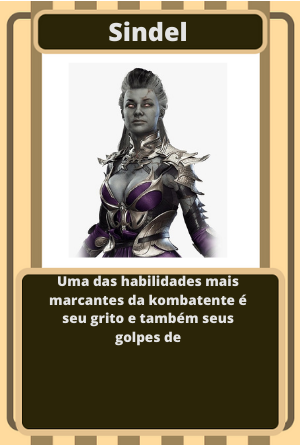 Sindel
Uma das habilidades mais
marcantes da kombatente é
seu grito e também seus
golpes de